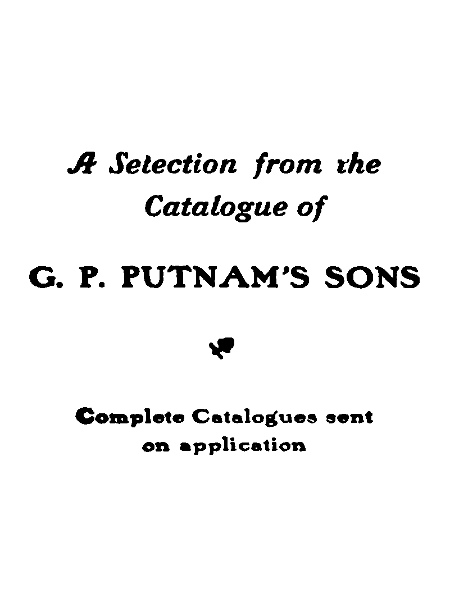 A Selection from the
Catalogue of
G. P. PUTNAM'S SONS
Complete Catalogues sent
on application